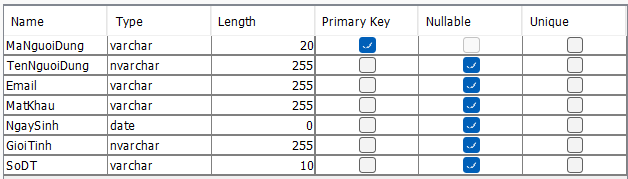 Name Type Length Primary Key Nullable Unique
MaNguoiDung varchar 20
TenNguoiDung nvarchar 255
Email varchar 255
MatKhau varchar 255
NgaySinh date 0
GioiTinh nvarchar 255
SoDT varchar 10